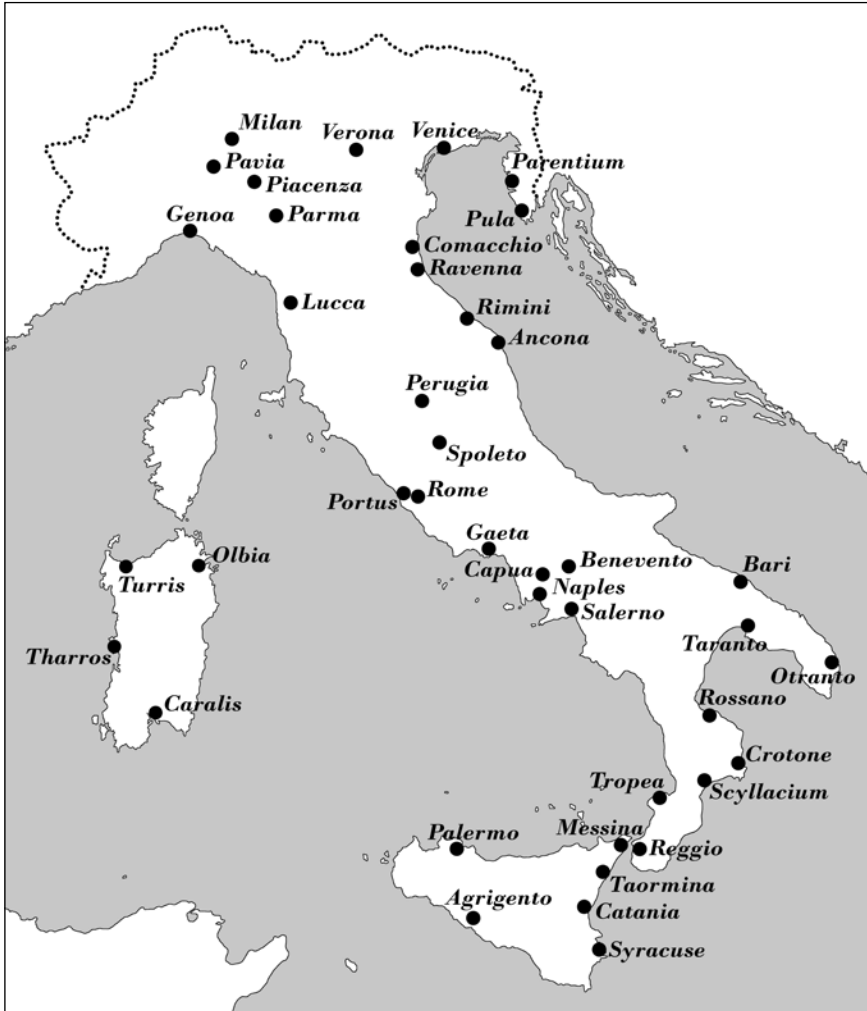 Milan
Verona
Venice
Pavia
Parentium
Piacenza
Genoa
Parma
Pula
Comacchio
Ravenna
Lucca
Rimini
Ancona
Perugia
Spoleto
Portus
Rome
Gaeta
Olbia
Benevento
Capua
Bari
Turris
Naples
Salerno
Taranto
Tharros
Otranto
Rossano
Caralis
Crotone
Tropea
Scyllacium
Messina
Palermo
Reggio
Taormina
Agrigento
Catania
Syracuse